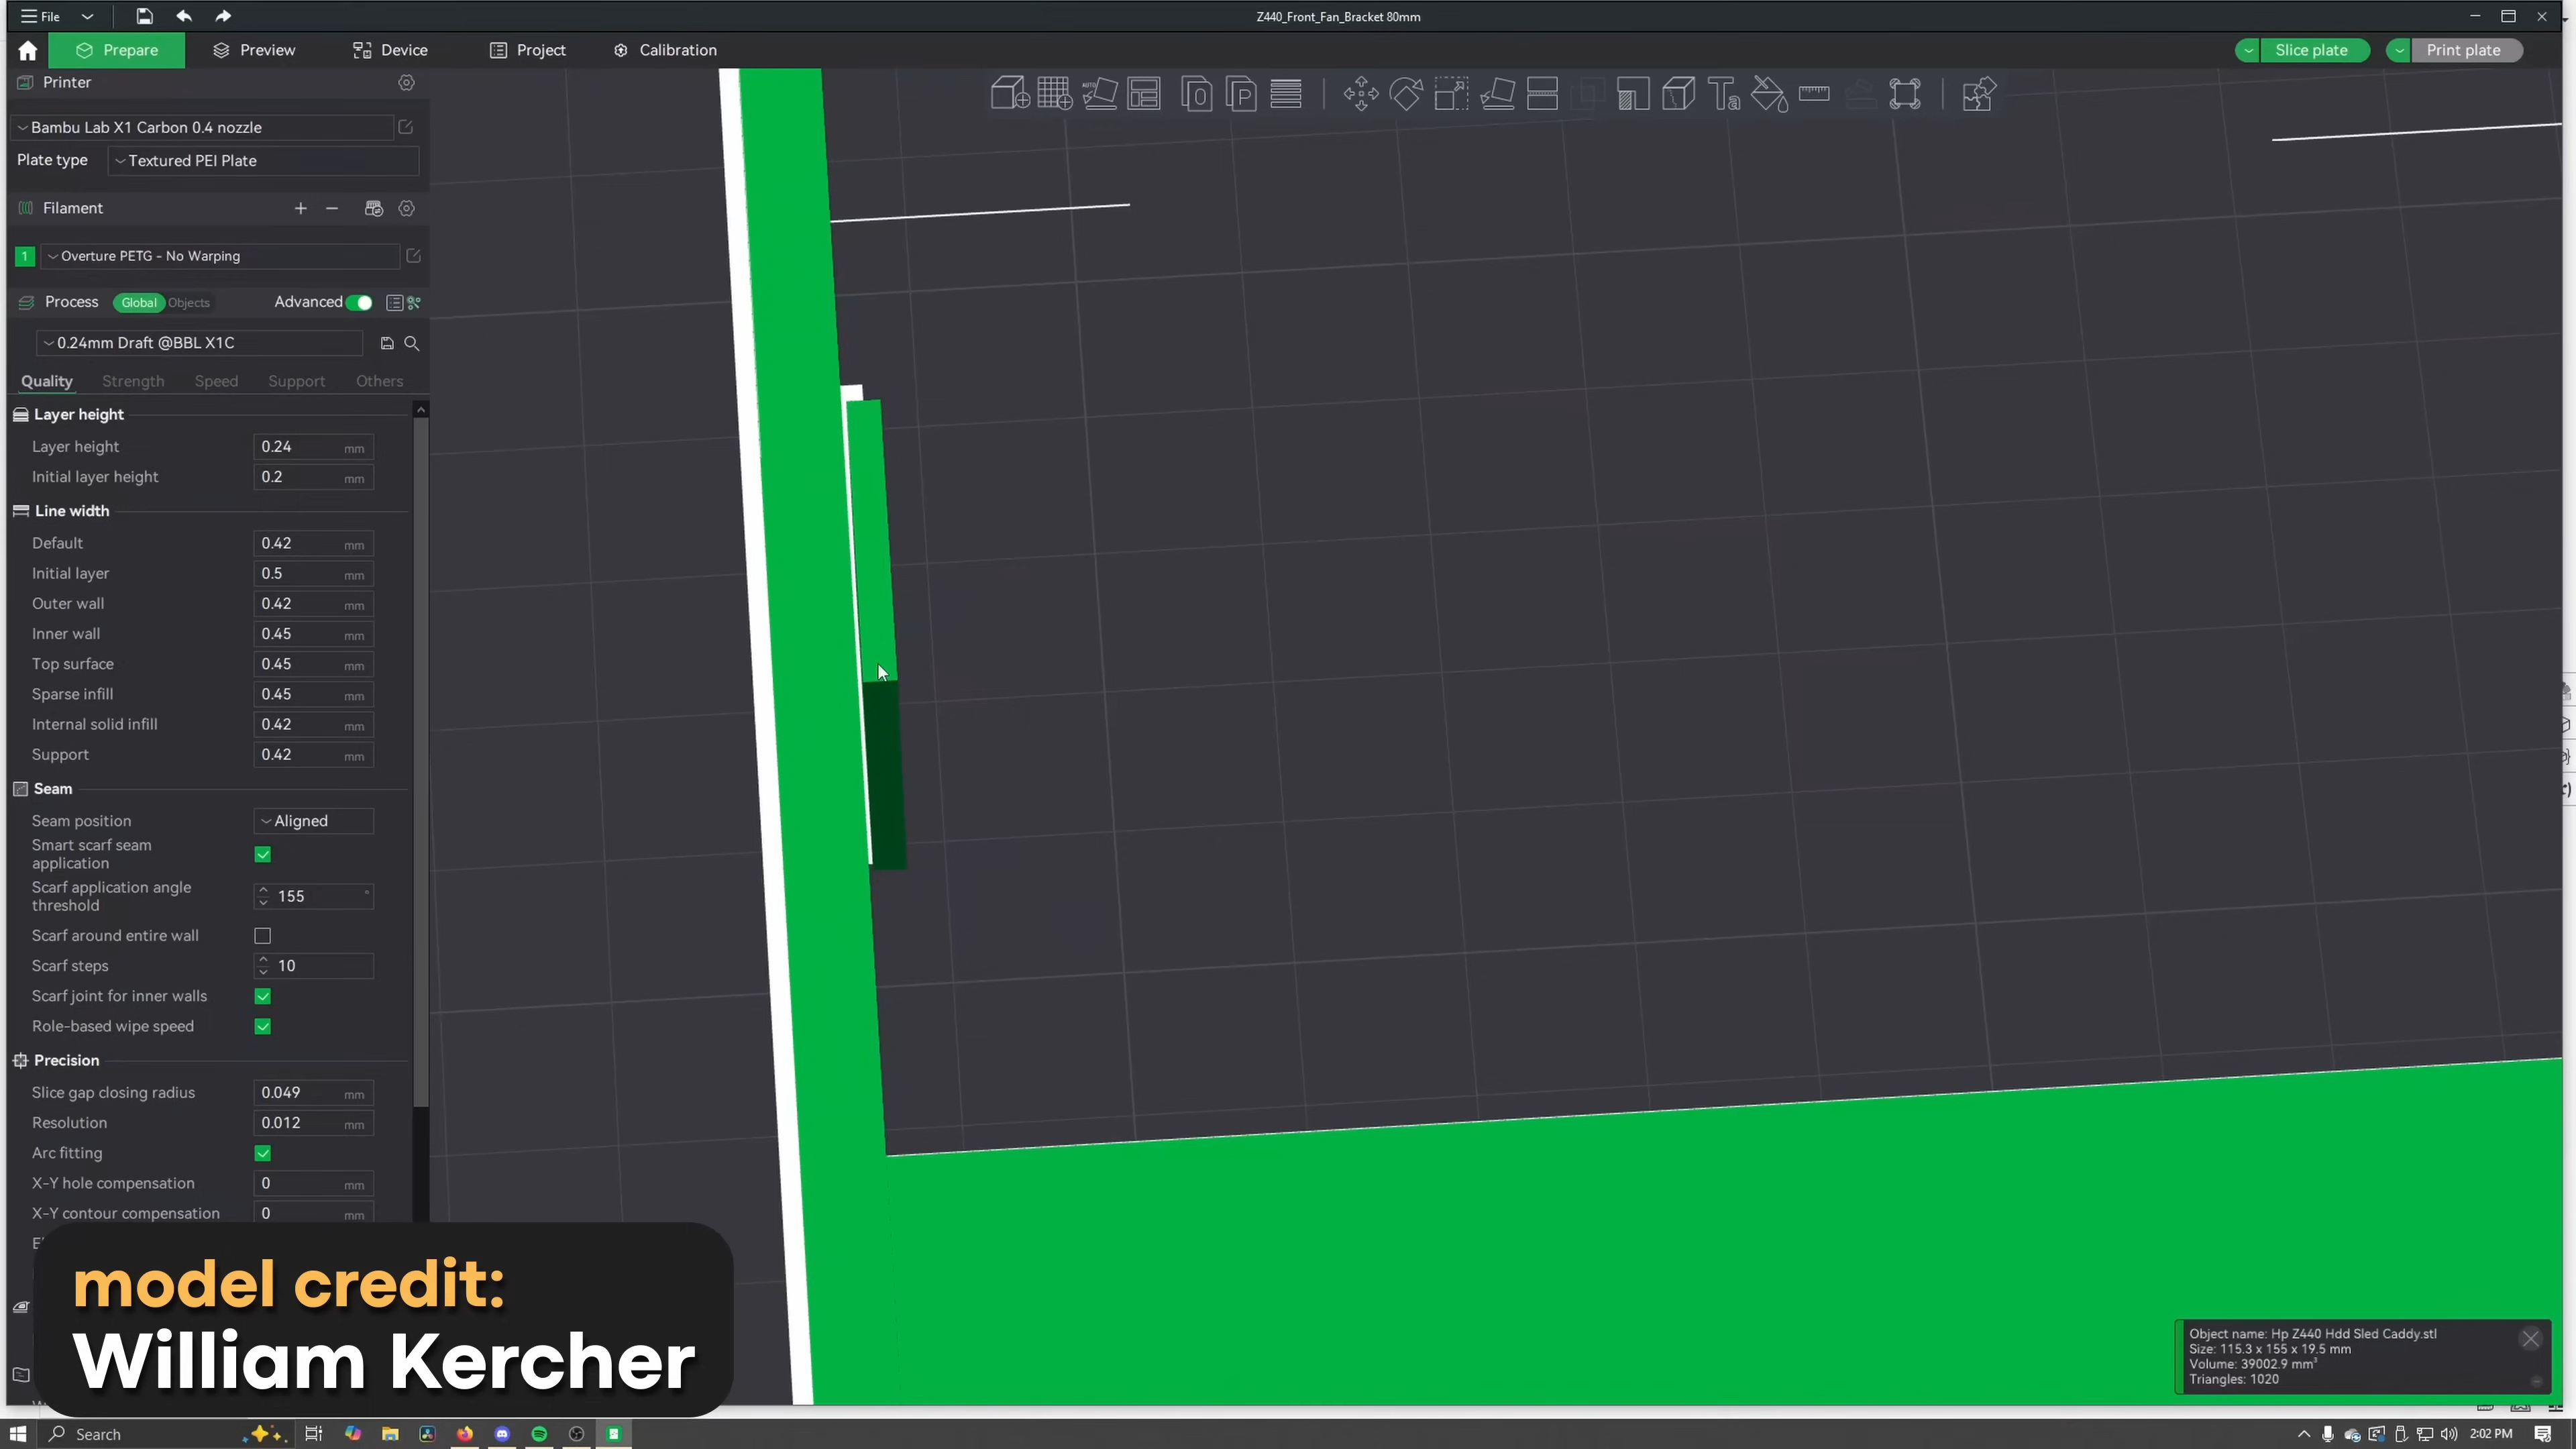 File
Z440_Front_Fan_Bracket 80mm
Prepare
Preview
Device
Project
Calibration
Slice plate
Print plate
Printer
Bambu Lab X1 Carbon 0.4 nozzle
Plate type
Textured PEI Plate
Filament
1
Overture PETG - No Warping
Process
Global
Objects
Advanced
0.24mm Draft @BBL X1C
Quality
Strength
Speed
Support
Others
Layer height
Layer height 0.24 mm
Initial layer height 0.2 mm
Line width
Default 0.42 mm
Initial layer 0.5 mm
Outer wall 0.42 mm
Inner wall 0.45 mm
Top surface 0.45 mm
Sparse infill 0.45 mm
Internal solid infill 0.42 mm
Support 0.42 mm
Seam
Seam position Aligned
Smart scarf seam
application
Scarf application angle
threshold
155 °
Scarf around entire wall
Scarf steps 10
Scarf joint for inner walls
Role-based wipe speed
Precision
Slice gap closing radius 0.049 mm
Resolution 0.012 mm
Arc fitting
X-Y hole compensation 0 mm
X-Y contour compensation 0 mm
model credit:
William Kercher
Object name: Hp Z440 Hdd Sled Caddy.stl
Size: 115.3 x 155 x 19.5 mm
Volume: 39002.9 mm³
Triangles: 1020
Search
2:02 PM